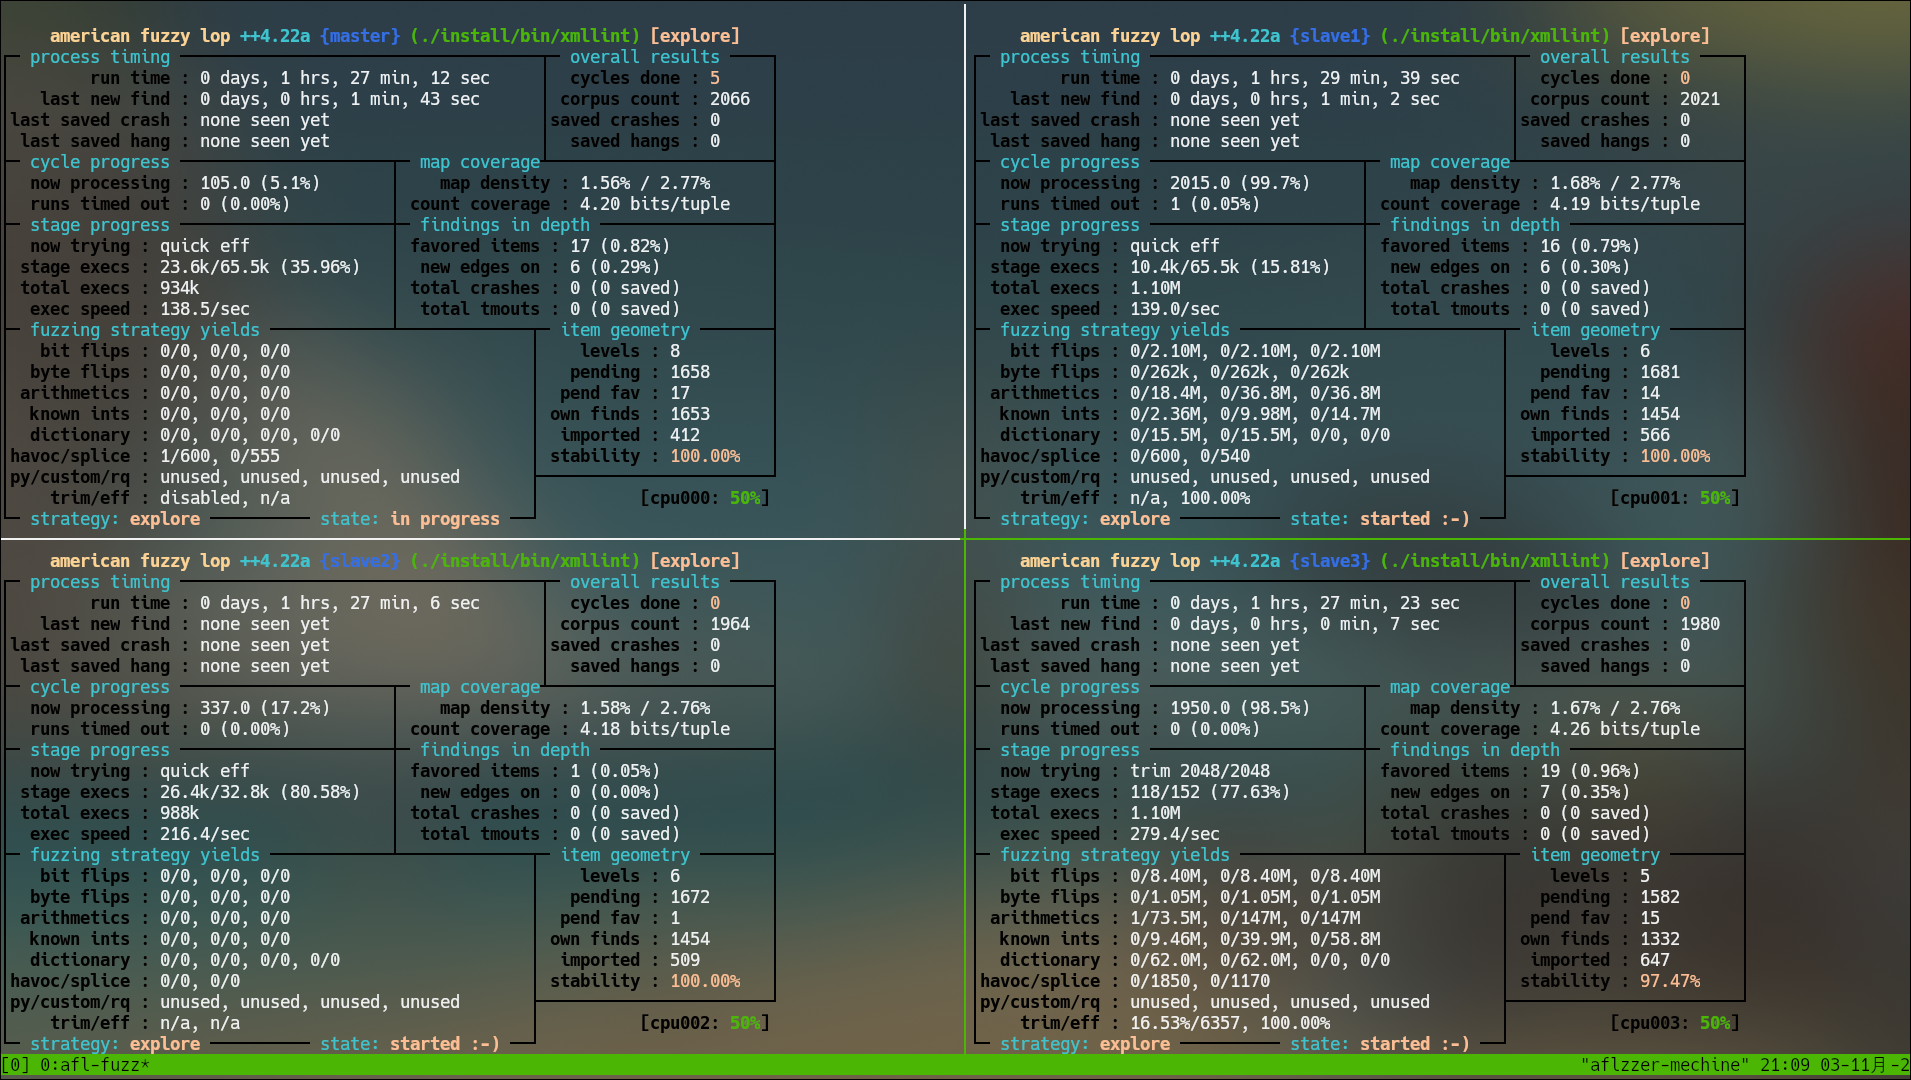 american fuzzy lop ++4.22a {master} (./install/bin/xmllint) [explore]
process timing
overall results
run time : 0 days, 1 hrs, 27 min, 12 sec
cycles done : 5
last new find : 0 days, 0 hrs, 1 min, 43 sec
corpus count : 2066
last saved crash : none seen yet
saved crashes : 0
last saved hang : none seen yet
saved hangs : 0
cycle progress
map coverage
now processing : 105.0 (5.1%)
map density : 1.56% / 2.77%
runs timed out : 0 (0.00%)
count coverage : 4.20 bits/tuple
stage progress
findings in depth
now trying : quick eff
favored items : 17 (0.82%)
stage execs : 23.6k/65.5k (35.96%)
new edges on : 6 (0.29%)
total execs : 934k
total crashes : 0 (0 saved)
exec speed : 138.5/sec
total tmouts : 0 (0 saved)
fuzzing strategy yields
item geometry
bit flips : 0/0, 0/0, 0/0
levels : 8
byte flips : 0/0, 0/0, 0/0
pending : 1658
arithmetics : 0/0, 0/0, 0/0
pend fav : 17
known ints : 0/0, 0/0, 0/0
own finds : 1653
dictionary : 0/0, 0/0, 0/0, 0/0
imported : 412
havoc/splice : 1/600, 0/555
stability : 100.00%
py/custom/rq : unused, unused, unused, unused
trim/eff : disabled, n/a
[cpu000: 50%]
strategy: explore
state: in progress
american fuzzy lop ++4.22a {slave1} (./install/bin/xmllint) [explore]
process timing
overall results
run time : 0 days, 1 hrs, 29 min, 39 sec
cycles done : 0
last new find : 0 days, 0 hrs, 1 min, 2 sec
corpus count : 2021
last saved crash : none seen yet
saved crashes : 0
last saved hang : none seen yet
saved hangs : 0
cycle progress
map coverage
now processing : 2015.0 (99.7%)
map density : 1.68% / 2.77%
runs timed out : 1 (0.05%)
count coverage : 4.19 bits/tuple
stage progress
findings in depth
now trying : quick eff
favored items : 16 (0.79%)
stage execs : 10.4k/65.5k (15.81%)
new edges on : 6 (0.30%)
total execs : 1.10M
total crashes : 0 (0 saved)
exec speed : 139.0/sec
total tmouts : 0 (0 saved)
fuzzing strategy yields
item geometry
bit flips : 0/2.10M, 0/2.10M, 0/2.10M
levels : 6
byte flips : 0/262k, 0/262k, 0/262k
pending : 1681
arithmetics : 0/18.4M, 0/36.8M, 0/36.8M
pend fav : 14
known ints : 0/2.36M, 0/9.98M, 0/14.7M
own finds : 1454
dictionary : 0/15.5M, 0/15.5M, 0/0, 0/0
imported : 566
havoc/splice : 0/600, 0/540
stability : 100.00%
py/custom/rq : unused, unused, unused, unused
trim/eff : n/a, 100.00%
[cpu001: 50%]
strategy: explore
state: started :-)
american fuzzy lop ++4.22a {slave2} (./install/bin/xmllint) [explore]
process timing
overall results
run time : 0 days, 1 hrs, 27 min, 6 sec
cycles done : 0
last new find : none seen yet
corpus count : 1964
last saved crash : none seen yet
saved crashes : 0
last saved hang : none seen yet
saved hangs : 0
cycle progress
map coverage
now processing : 337.0 (17.2%)
map density : 1.58% / 2.76%
runs timed out : 0 (0.00%)
count coverage : 4.18 bits/tuple
stage progress
findings in depth
now trying : quick eff
favored items : 1 (0.05%)
stage execs : 26.4k/32.8k (80.58%)
new edges on : 0 (0.00%)
total execs : 988k
total crashes : 0 (0 saved)
exec speed : 216.4/sec
total tmouts : 0 (0 saved)
fuzzing strategy yields
item geometry
bit flips : 0/0, 0/0, 0/0
levels : 6
byte flips : 0/0, 0/0, 0/0
pending : 1672
arithmetics : 0/0, 0/0, 0/0
pend fav : 1
known ints : 0/0, 0/0, 0/0
own finds : 1454
dictionary : 0/0, 0/0, 0/0, 0/0
imported : 509
havoc/splice : 0/0, 0/0
stability : 100.00%
py/custom/rq : unused, unused, unused, unused
trim/eff : n/a, n/a
[cpu002: 50%]
strategy: explore
state: started :-)
american fuzzy lop ++4.22a {slave3} (./install/bin/xmllint) [explore]
process timing
overall results
run time : 0 days, 1 hrs, 27 min, 23 sec
cycles done : 0
last new find : 0 days, 0 hrs, 0 min, 7 sec
corpus count : 1980
last saved crash : none seen yet
saved crashes : 0
last saved hang : none seen yet
saved hangs : 0
cycle progress
map coverage
now processing : 1950.0 (98.5%)
map density : 1.67% / 2.76%
runs timed out : 0 (0.00%)
count coverage : 4.26 bits/tuple
stage progress
findings in depth
now trying : trim 2048/2048
favored items : 19 (0.96%)
stage execs : 118/152 (77.63%)
new edges on : 7 (0.35%)
total execs : 1.10M
total crashes : 0 (0 saved)
exec speed : 279.4/sec
total tmouts : 0 (0 saved)
fuzzing strategy yields
item geometry
bit flips : 0/8.40M, 0/8.40M, 0/8.40M
levels : 5
byte flips : 0/1.05M, 0/1.05M, 0/1.05M
pending : 1582
arithmetics : 1/73.5M, 0/147M, 0/147M
pend fav : 15
known ints : 0/9.46M, 0/39.9M, 0/58.8M
own finds : 1332
dictionary : 0/62.0M, 0/62.0M, 0/0, 0/0
imported : 647
havoc/splice : 0/1850, 0/1170
stability : 97.47%
py/custom/rq : unused, unused, unused, unused
trim/eff : 16.53%/6357, 100.00%
[cpu003: 50%]
strategy: explore
state: started :-)
[0] 0:afl-fuzz*
"aflzzer-mechine" 21:09 03-11月-2